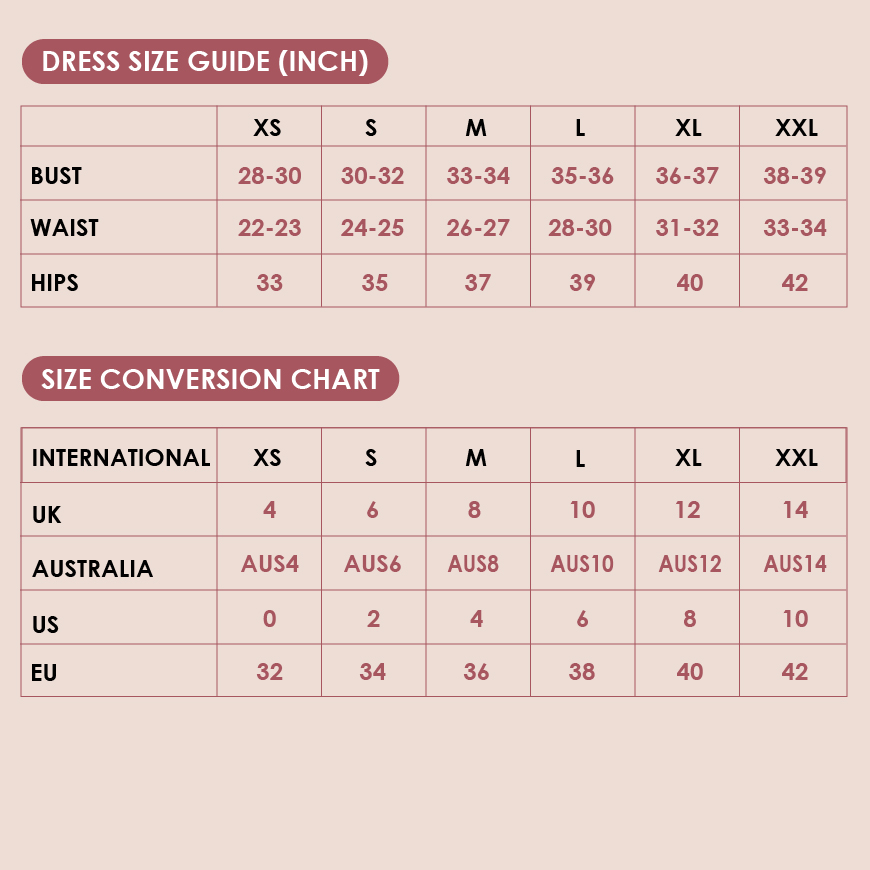 DRESS SIZE GUIDE (INCH)
XS S M L XL XXL
BUST 28-30 30-32 33-34 35-36 36-37 38-39
WAIST 22-23 24-25 26-27 28-30 31-32 33-34
HIPS 33 35 37 39 40 42
SIZE CONVERSION CHART
INTERNATIONAL XS S M L XL XXL
UK 4 6 8 10 12 14
AUSTRALIA AUS4 AUS6 AUS8 AUS10 AUS12 AUS14
US 0 2 4 6 8 10
EU 32 34 36 38 40 42